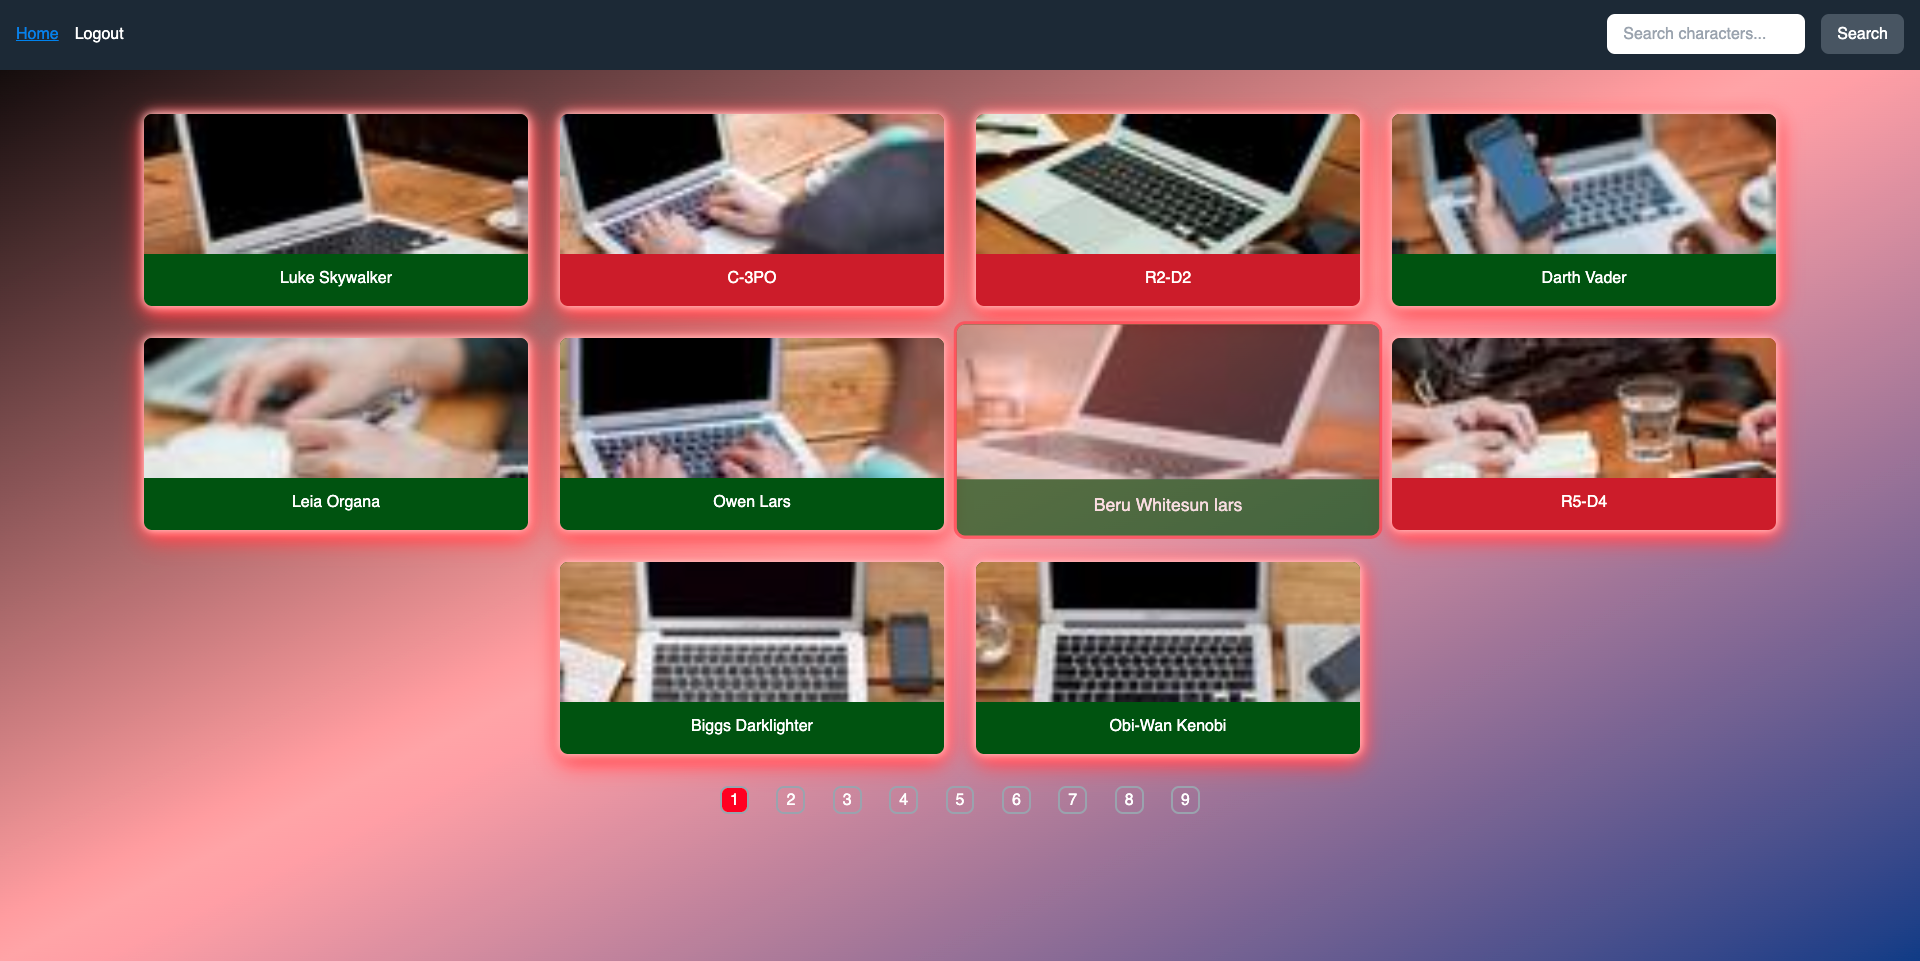 Home
Logout
Search characters...
Search
Luke Skywalker
C-3PO
R2-D2
Darth Vader
Leia Organa
Owen Lars
Beru Whitesun lars
R5-D4
Biggs Darklighter
Obi-Wan Kenobi
1 2 3 4 5 6 7 8 9